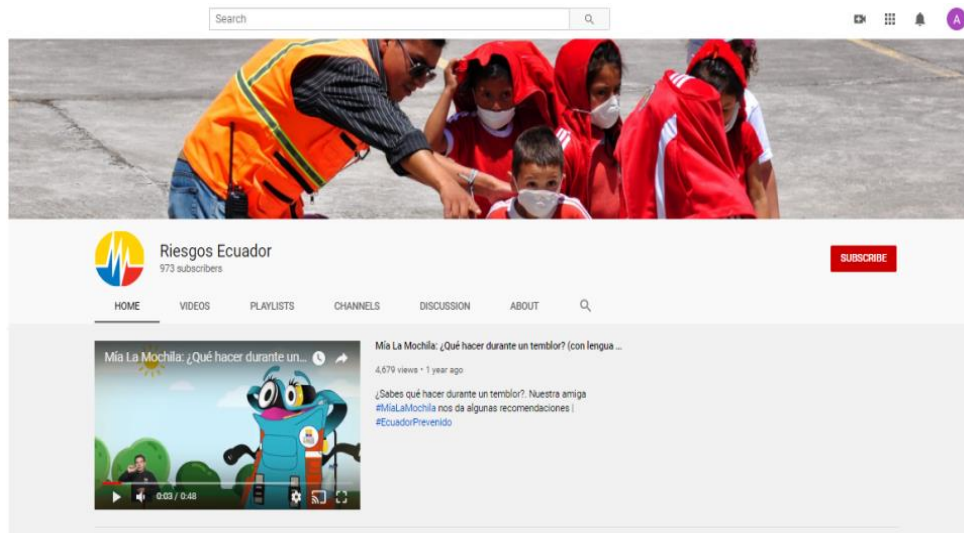 Search
A
Riesgos Ecuador
973 subscribers
SUBSCRIBE
HOME VIDEOS PLAYLISTS CHANNELS DISCUSSION ABOUT
Mía La Mochila: ¿Qué hacer durante un...
0:03 / 0:48
Mía La Mochila: ¿Qué hacer durante un temblor? (con lengua ...
4,679 views • 1 year ago
¿Sabes qué hacer durante un temblor?. Nuestra amiga
#MíaLaMochila nos da algunas recomendaciones |
#EcuadorPrevenido